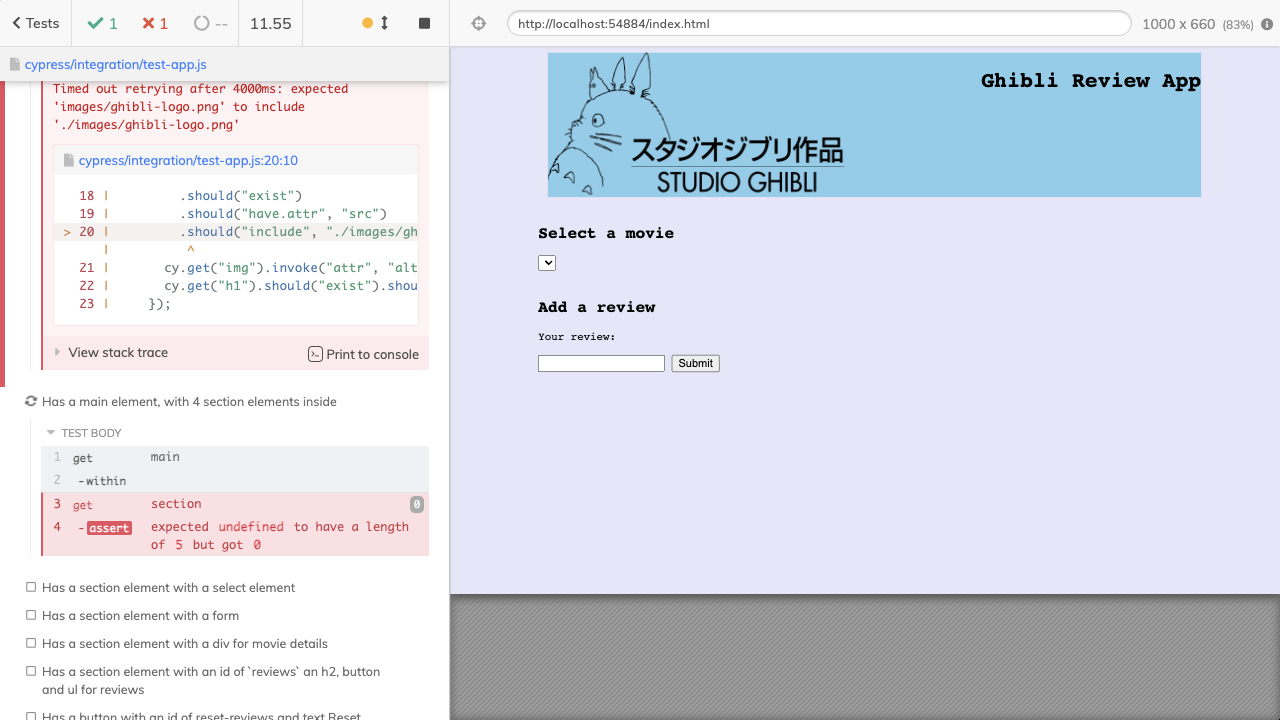 Tests
1
1
--
11.55
http://localhost:54884/index.html
1000 x 660 (83%)
cypress/integration/test-app.js
Timed out retrying after 4000ms: expected
'images/ghibli-logo.png' to include
'./images/ghibli-logo.png'
cypress/integration/test-app.js:20:10
18 | .should("exist")
19 | .should("have.attr", "src")
> 20 | .should("include", "./images/gh
| ^
21 | cy.get("img").invoke("attr", "alt
22 | cy.get("h1").should("exist").shou
23 | });
View stack trace
Print to console
Has a main element, with 4 section elements inside
TEST BODY
1 get main
2 -within
3 get section 0
4 -assert expected undefined to have a length
of 5 but got 0
Has a section element with a select element
Has a section element with a form
Has a section element with a div for movie details
Has a section element with an id of `reviews` an h2, button
and ul for reviews
Has a button with an id of reset-reviews and text Reset
Ghibli Review App
スタジオジブリ作品
STUDIO GHIBLI
Select a movie
Add a review
Your review:
Submit